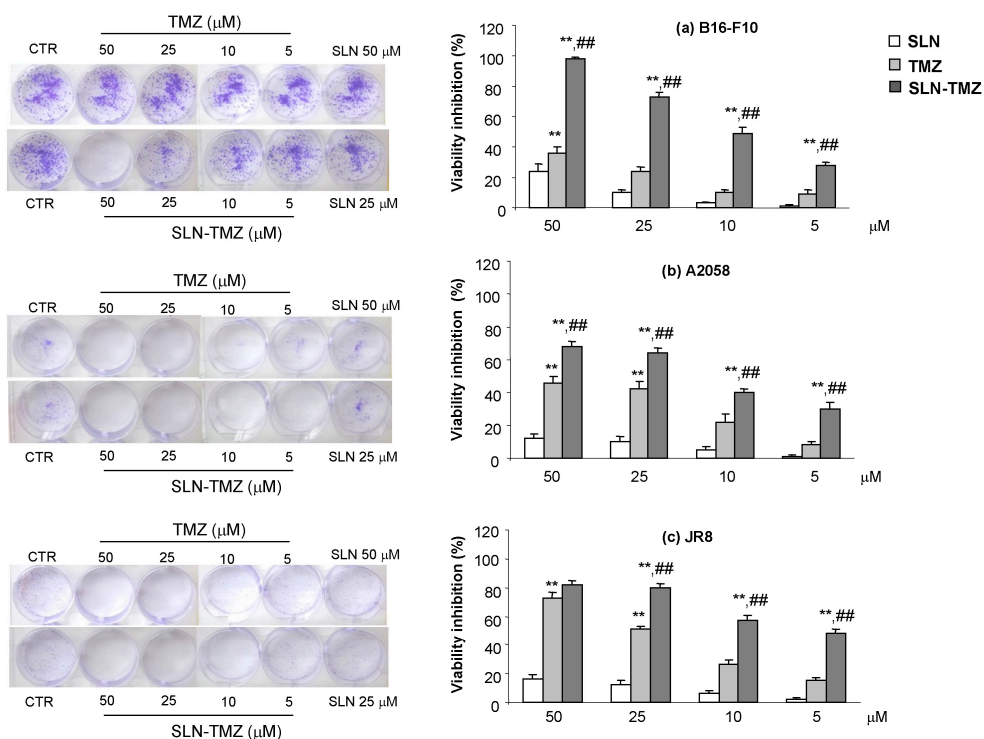 TMZ (μM)
CTR 50 25 10 5 SLN 50 μM
CTR 50 25 10 5 SLN 25 μM
SLN-TMZ (μM)
(a) B16-F10
Viability inhibition (%)
120
100
80
60
40
20
0
**,##
**
**,##
**,##
**,##
50 25 10 5 μM
SLN
TMZ
SLN-TMZ
TMZ (μM)
CTR 50 25 10 5 SLN 50 μM
CTR 50 25 10 5 SLN 25 μM
SLN-TMZ (μM)
(b) A2058
Viability inhibition (%)
120
100
80
60
40
20
0
**,##
**
**,##
**
**,##
**,##
50 25 10 5 μM
TMZ (μM)
CTR 50 25 10 5 SLN 50 μM
CTR 50 25 10 5 SLN 25 μM
SLN-TMZ (μM)
(c) JR8
Viability inhibition (%)
120
100
80
60
40
20
0
**
**,##
**
**,##
**,##
50 25 10 5 μM